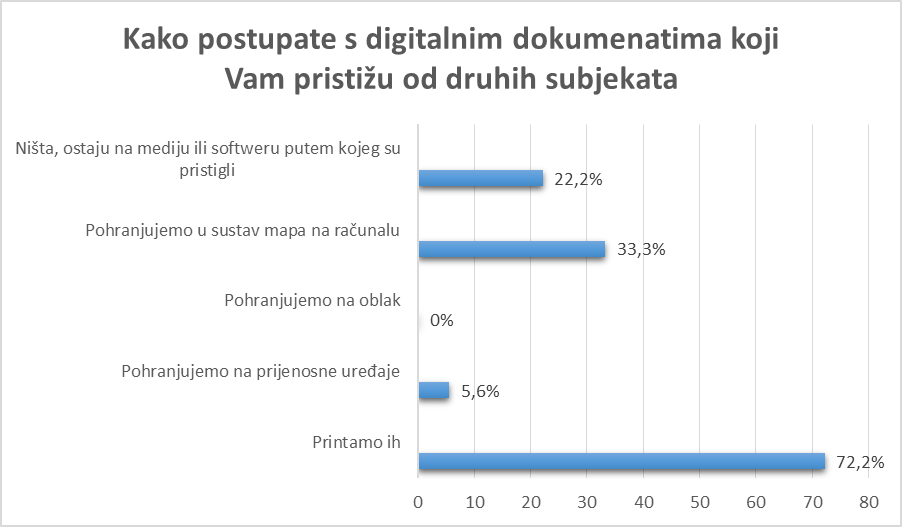 Kako postupate s digitalnim dokumenatima koji
Vam pristižu od druhih subjekata
Ništa, ostaju na mediju ili softweru putem kojeg su
pristigli
22,2%
Pohranjujemo u sustav mapa na računalu
33,3%
Pohranjujemo na oblak
0%
Pohranjujemo na prijenosne uređaje
5,6%
Printamo ih
72,2%
0 10 20 30 40 50 60 70 80